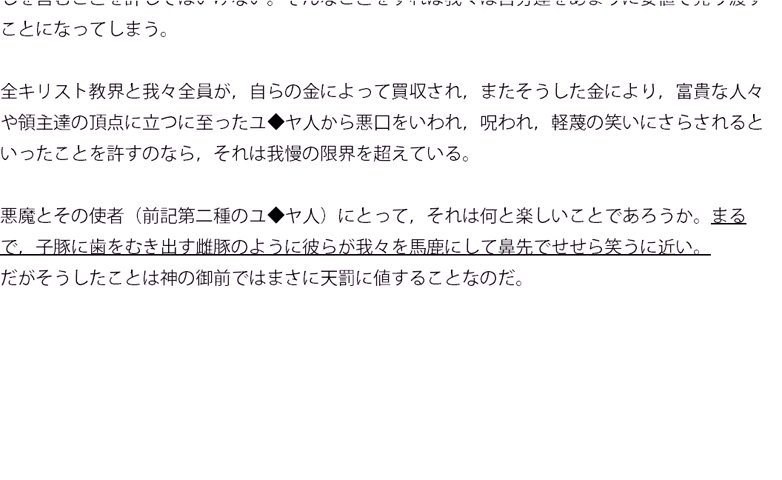 ことになってしまう。
全キリスト教界と我々全員が，自らの金によって買収され，またそうした金により，富貴な人々
や領主達の頂点に立つに至ったユ◆ヤ人から悪口をいわれ，呪われ，軽蔑の笑いにさらされると
いったことを許すのなら，それは我慢の限界を超えている。
悪魔とその使者（前記第二種のユ◆ヤ人）にとって，それは何と楽しいことであろうか。まる
で，子豚に歯をむき出す雌豚のように彼らが我々を馬鹿にして鼻先でせせら笑うに近い。
だがそうしたことは神の御前ではまさに天罰に値することなのだ。